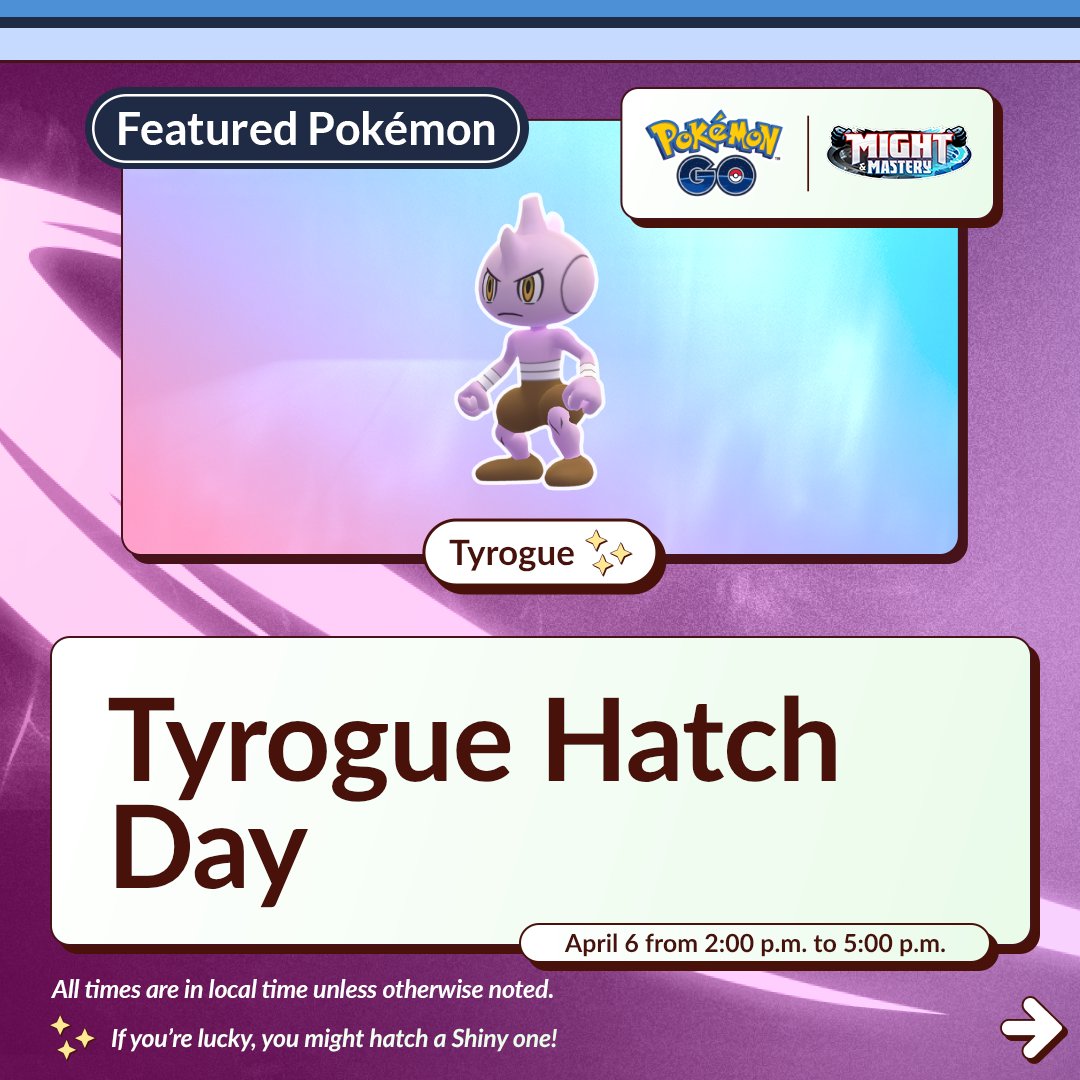 Featured Pokémon
POKéMON
GO
MIGHT
& MASTERY
Tyrogue
Tyrogue Hatch
Day
April 6 from 2:00 p.m. to 5:00 p.m.
All times are in local time unless otherwise noted.
If you're lucky, you might hatch a Shiny one!